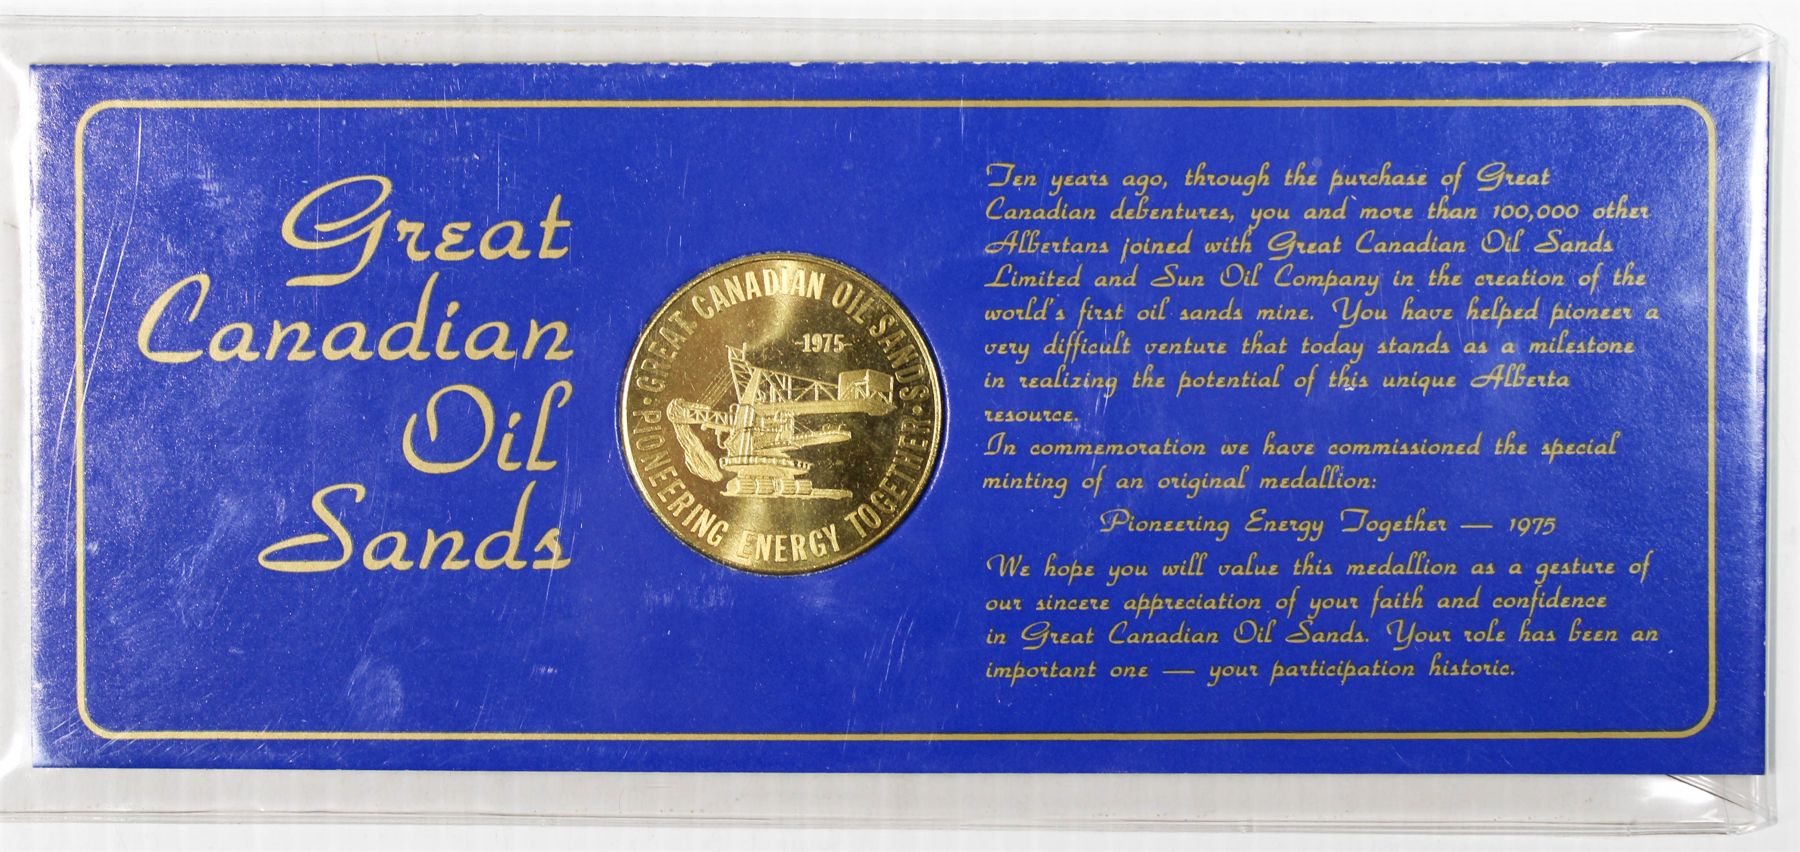 Great
Canadian
Oil
Sands
·GREAT CANADIAN OIL SANDS·
-1975-
PIONEERING ENERGY TOGETHER
Ten years ago, through the purchase of Great
Canadian debentures, you and more than 100,000 other
Albertans joined with Great Canadian Oil Sands
Limited and Sun Oil Company in the creation of the
world's first oil sands mine. You have helped pioneer a
very difficult venture that today stands as a milestone
in realizing the potential of this unique Alberta
resource.
In commemoration we have commissioned the special
minting of an original medallion:
Pioneering Energy Together — 1975
We hope you will value this medallion as a gesture of
our sincere appreciation of your faith and confidence
in Great Canadian Oil Sands. Your role has been an
important one — your participation historic.